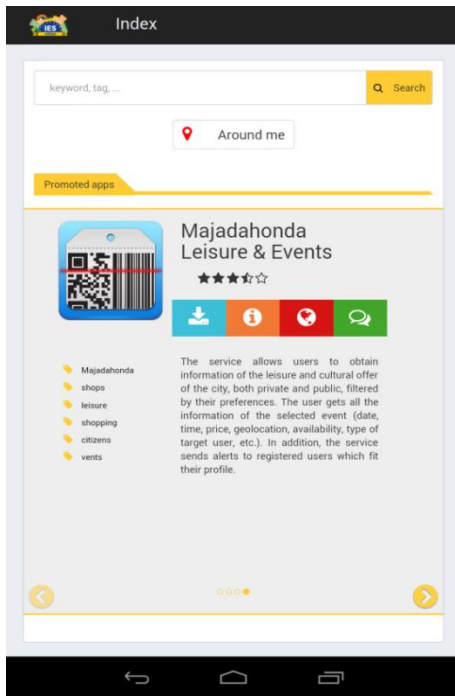 IES
Index
keyword, tag, ...
Search
Around me
Promoted apps
Majadahonda
Leisure & Events
Majadahonda
shops
leisure
shopping
citizens
vents
The service allows users to obtain
information of the leisure and cultural offer
of the city, both private and public, filtered
by their preferences. The user gets all the
information of the selected event (date,
time, price, geolocation, availability, type of
target user, etc.). In addition, the service
sends alerts to registered users which fit
their profile.